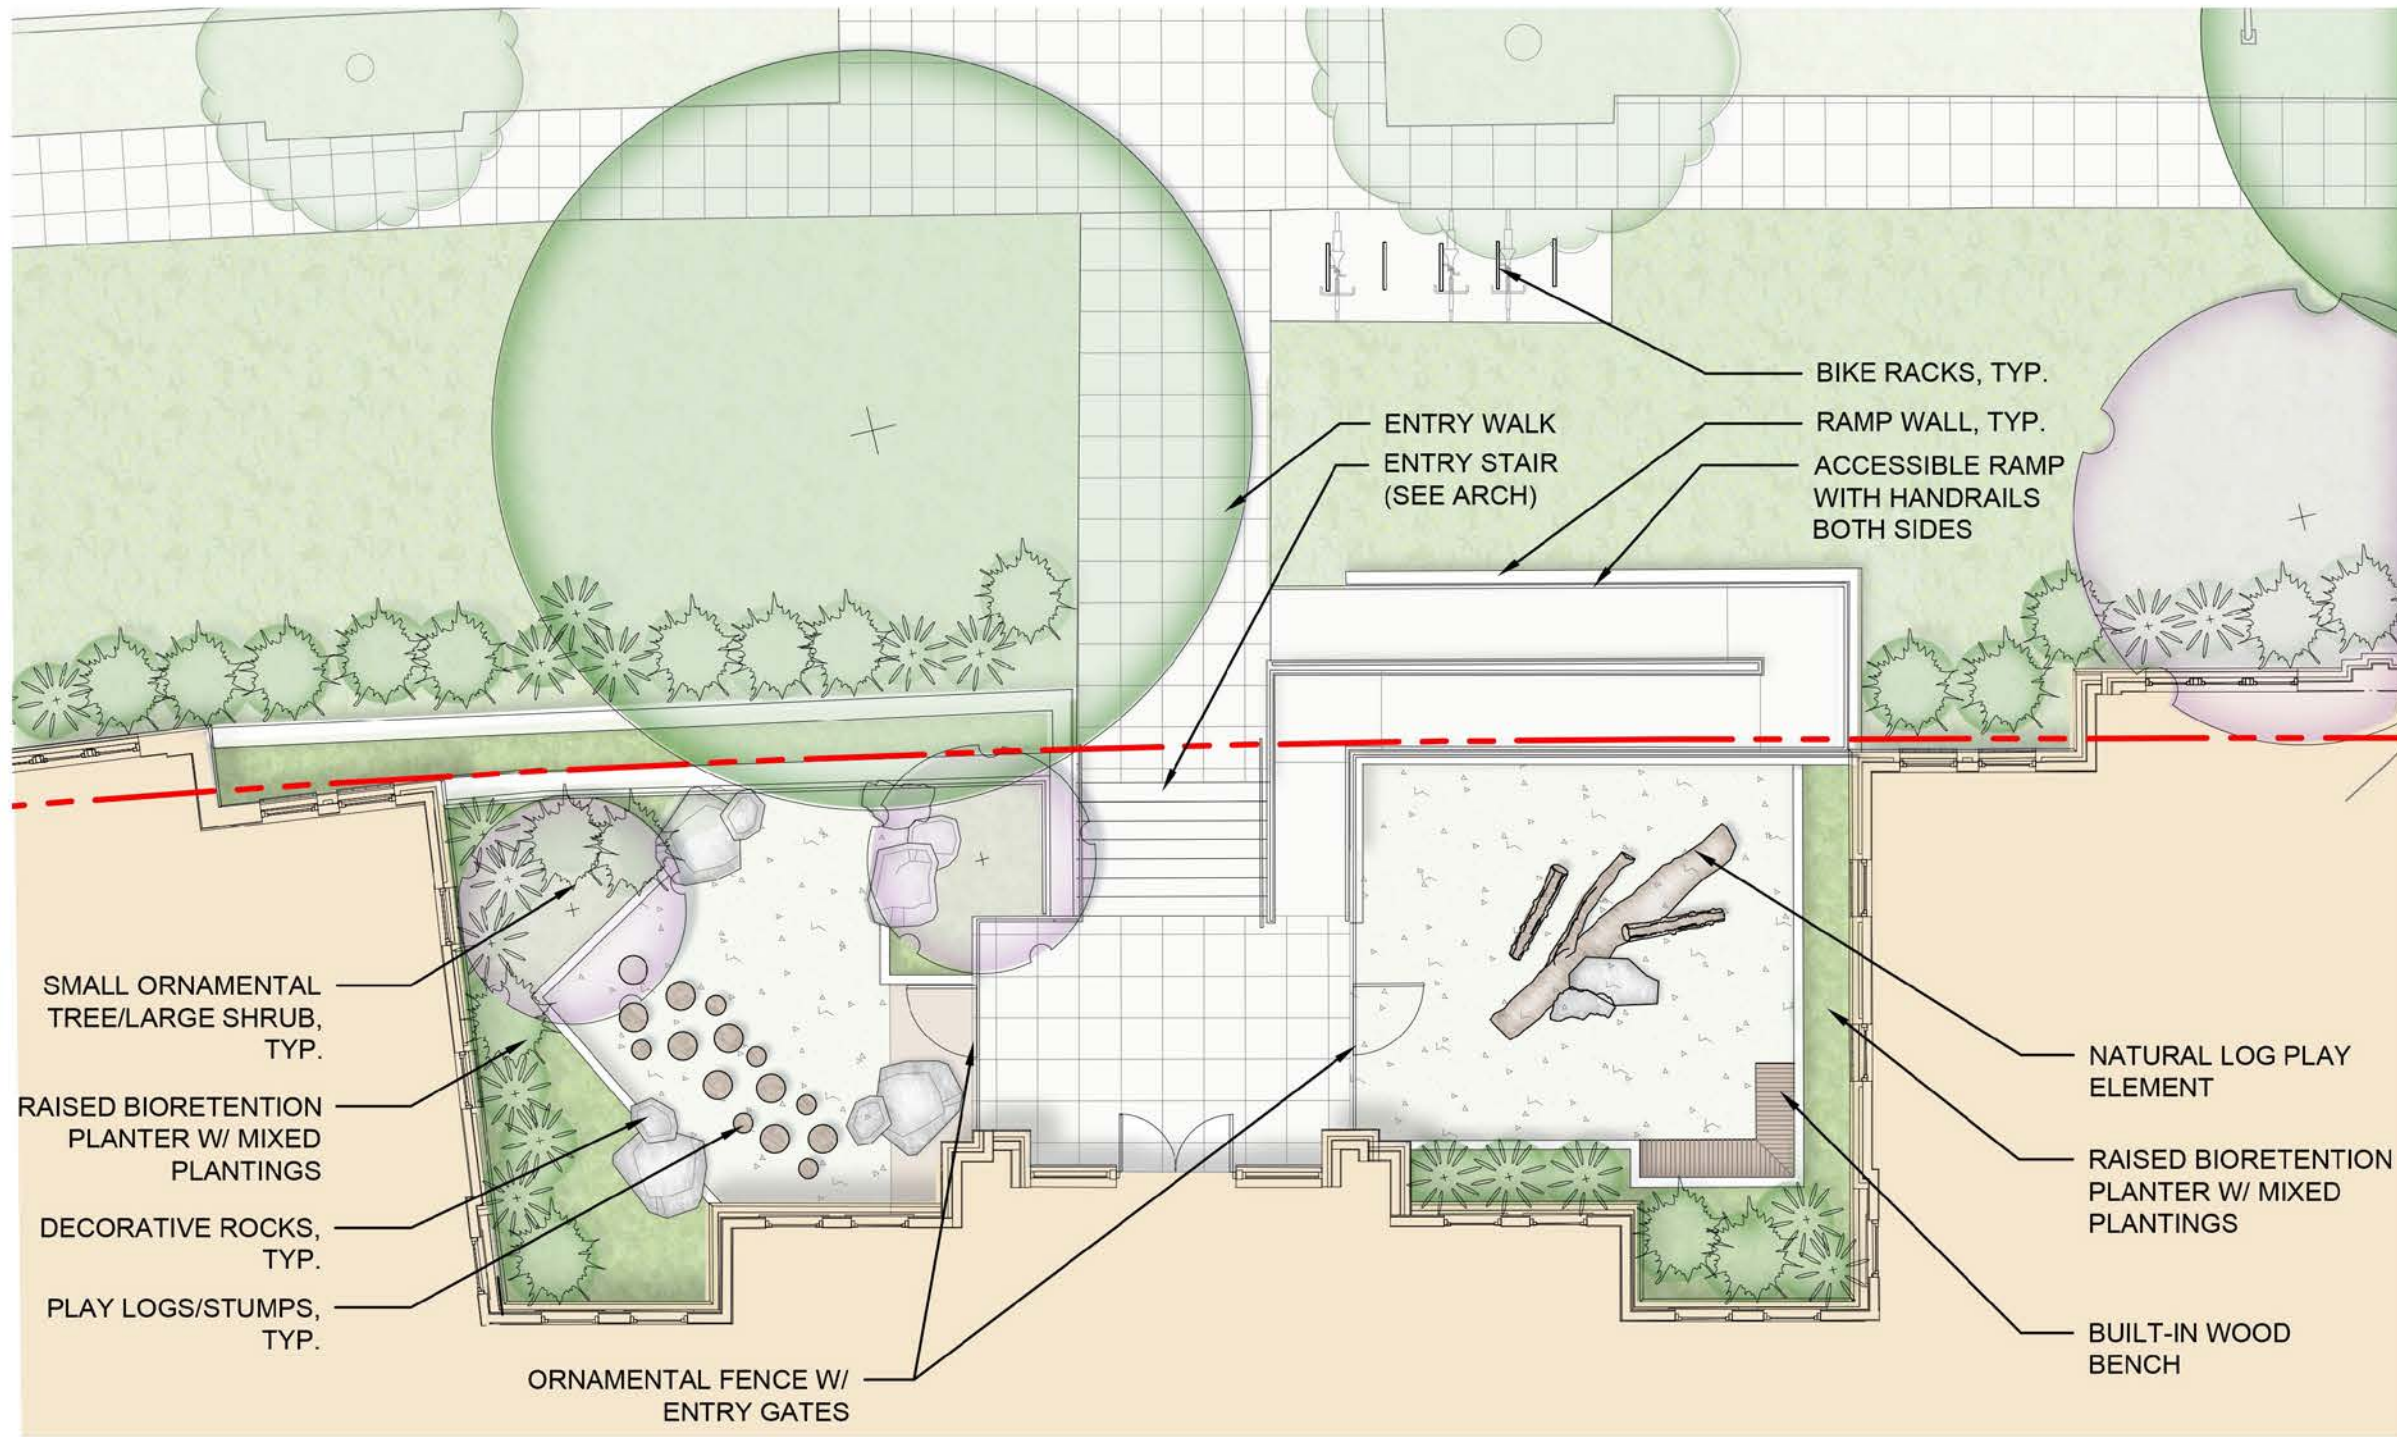 BIKE RACKS, TYP.
ENTRY WALK
RAMP WALL, TYP.
ENTRY STAIR
(SEE ARCH)
ACCESSIBLE RAMP
WITH HANDRAILS
BOTH SIDES
SMALL ORNAMENTAL
TREE/LARGE SHRUB,
TYP.
RAISED BIORETENTION
PLANTER W/ MIXED
PLANTINGS
DECORATIVE ROCKS,
TYP.
PLAY LOGS/STUMPS,
TYP.
ORNAMENTAL FENCE W/
ENTRY GATES
NATURAL LOG PLAY
ELEMENT
RAISED BIORETENTION
PLANTER W/ MIXED
PLANTINGS
BUILT-IN WOOD
BENCH